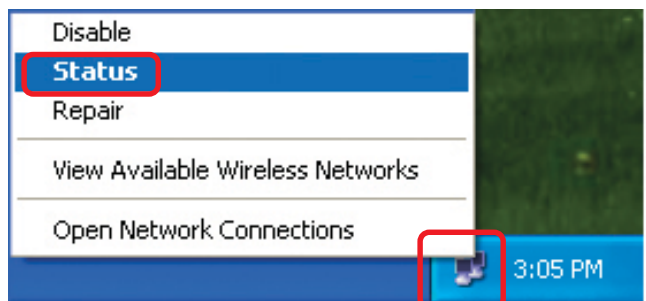 Disable
Status
Repair
View Available Wireless Networks
Open Network Connections
3:05 PM